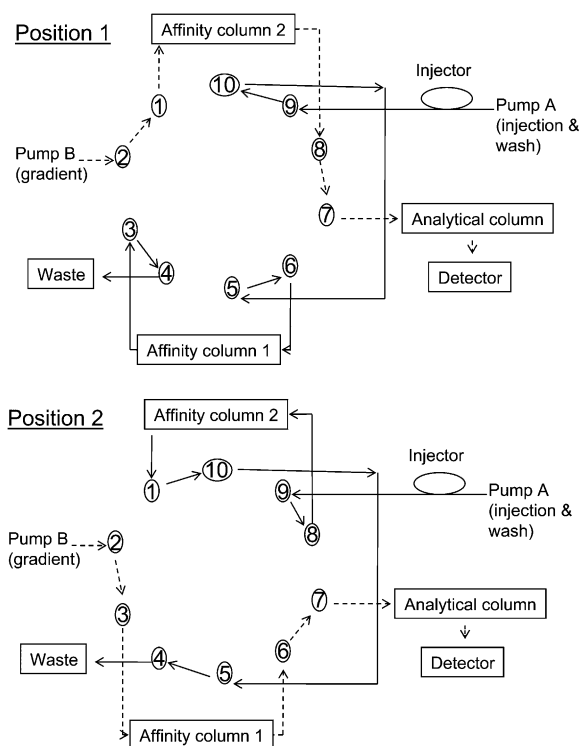 Position 1
Affinity column 2
Injector
10
9
1
Pump A
(injection &
wash)
8
Pump B
(gradient)
2
7
Analytical column
3
Waste
4
6
5
Detector
Affinity column 1
Position 2
Affinity column 2
Injector
10
1
9
Pump A
(injection &
wash)
8
Pump B
(gradient)
2
7
Analytical column
3
Waste
4
6
5
Detector
Affinity column 1